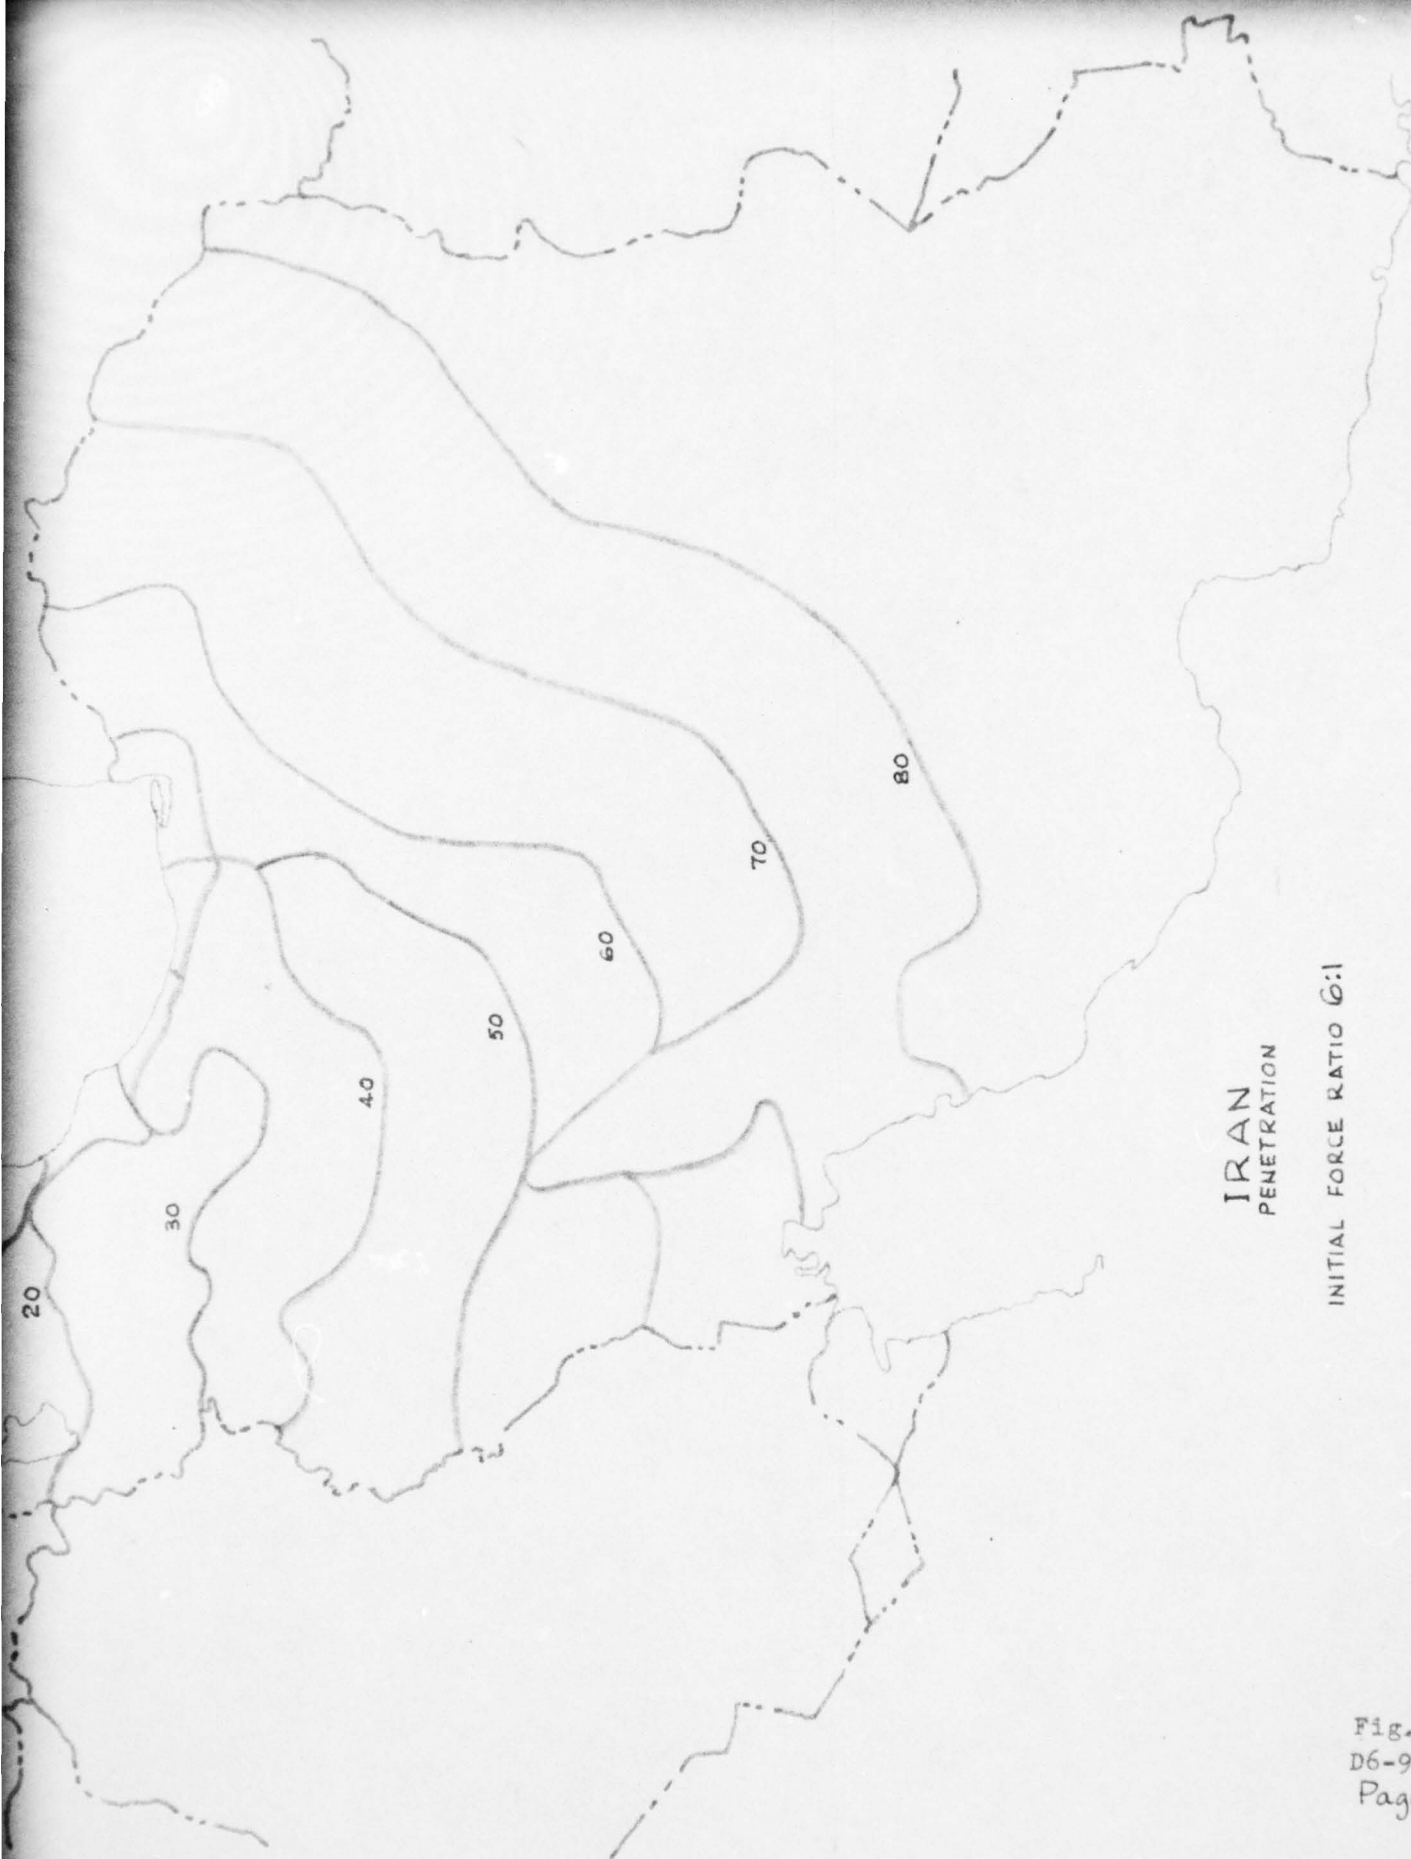 20
30
40
50
60
70
80
IRAN
PENETRATION
INITIAL FORCE RATIO 6:1
Fig.
D6-9
Pag